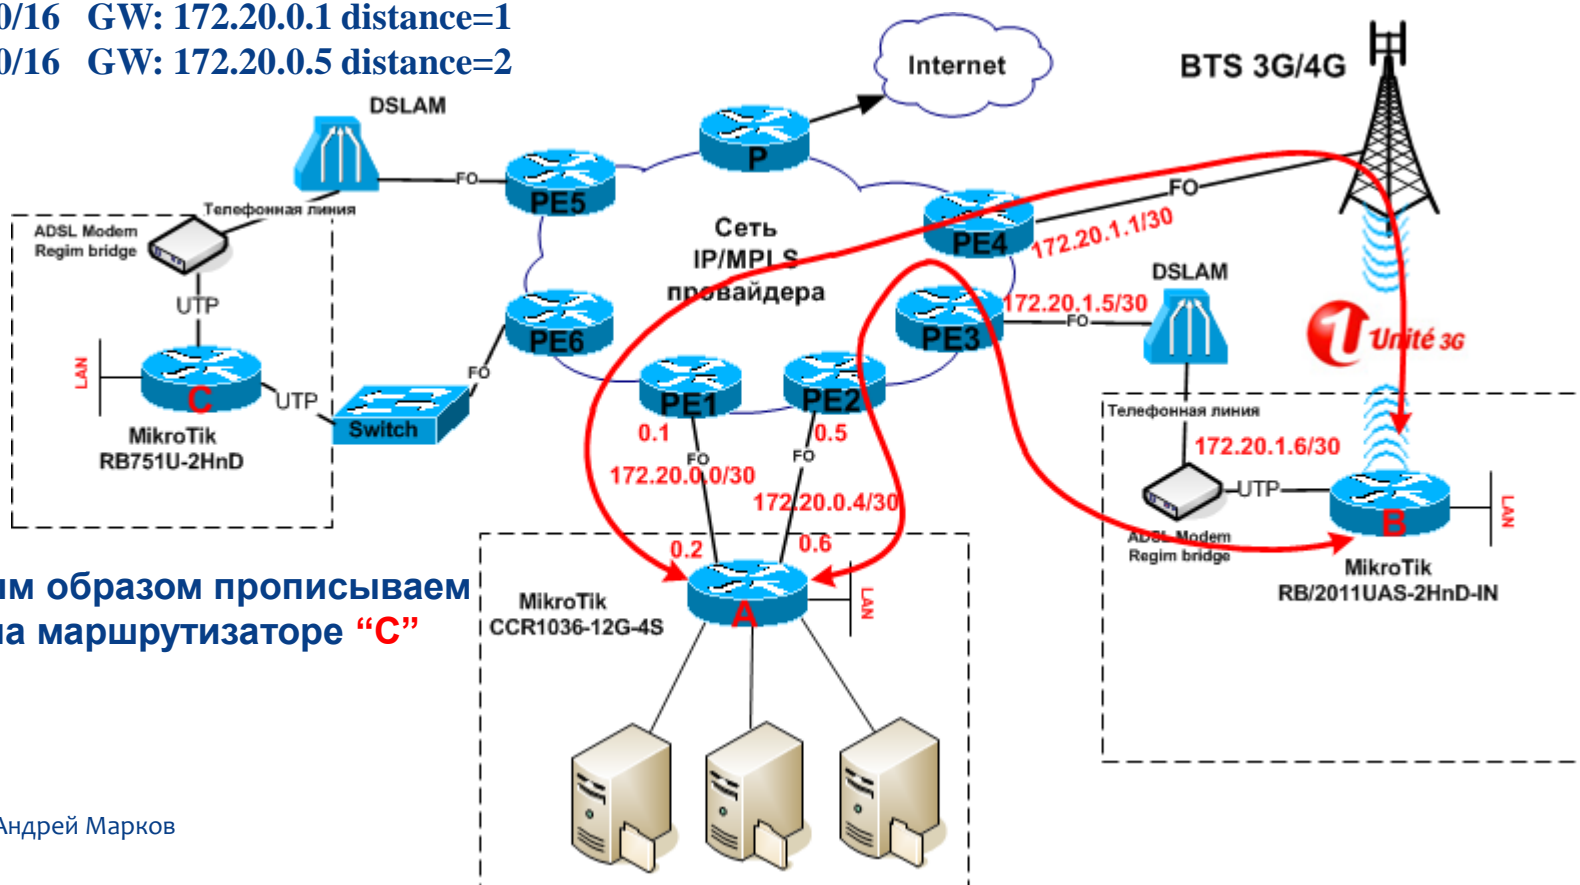 0/16 GW: 172.20.0.1 distance=1
0/16 GW: 172.20.0.5 distance=2
Internet
BTS 3G/4G
DSLAM
P
FO
PE5
Телефонная линия
ADSL Modem
Regim bridge
UTP
LAN
C
MikroTik
RB751U-2HnD
UTP
Switch
FO
PE6
Сеть
IP/MPLS
провайдера
PE4
FO
172.20.1.1/30
DSLAM
172.20.1.5/30
FO
PE3
Unité 3G
PE1
PE2
0.1
0.5
FO
FO
172.20.0.0/30
172.20.0.4/30
0.2
0.6
Телефонная линия
172.20.1.6/30
UTP
B
LAN
ADSL Modem
Regim bridge
MikroTik
RB/2011UAS-2HnD-IN
MikroTik
CCR1036-12G-4S
A
LAN
им образом прописываем
на маршрутизаторе “C”
Андрей Марков